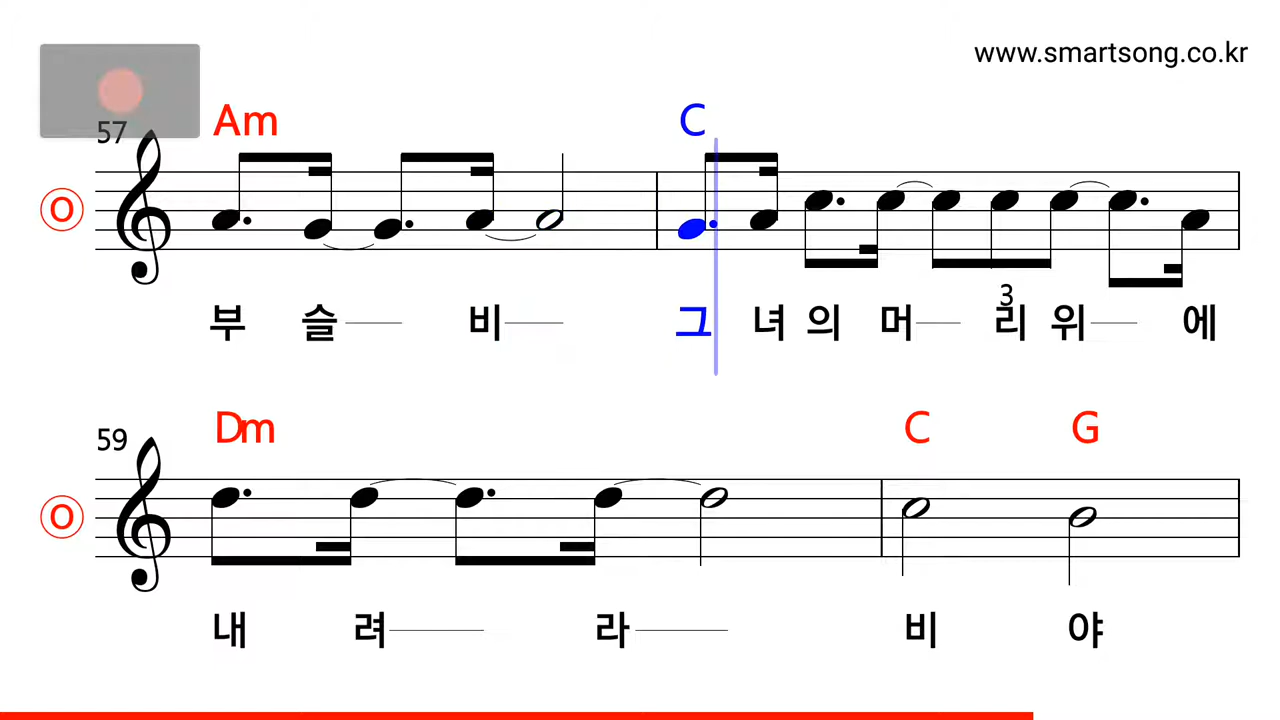 www.smartsong.co.kr
57 Am C
O
3
부 슬 비 그 녀 의 머 리 위 에
59 Dm C G
O
내 려 라 비 야